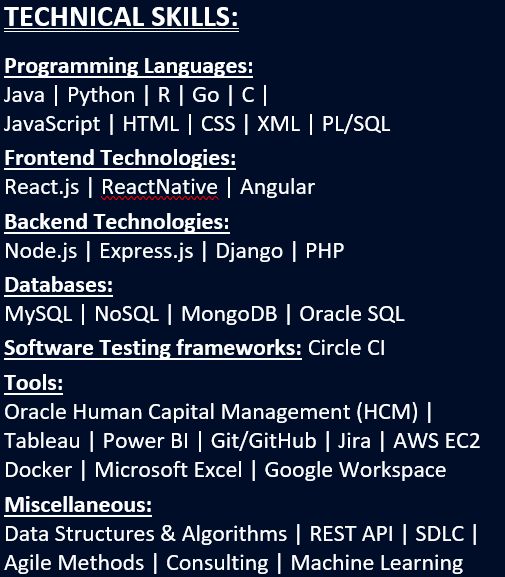 TECHNICAL SKILLS:
Programming Languages:
Java | Python | R | Go | C |
JavaScript | HTML | CSS | XML | PL/SQL
Frontend Technologies:
React.js | ReactNative | Angular
Backend Technologies:
Node.js | Express.js | Django | PHP
Databases:
MySQL | NoSQL | MongoDB | Oracle SQL
Software Testing frameworks: Circle CI
Tools:
Oracle Human Capital Management (HCM) |
Tableau | Power BI | Git/GitHub | Jira | AWS EC2
Docker | Microsoft Excel | Google Workspace
Miscellaneous:
Data Structures & Algorithms | REST API | SDLC |
Agile Methods | Consulting | Machine Learning